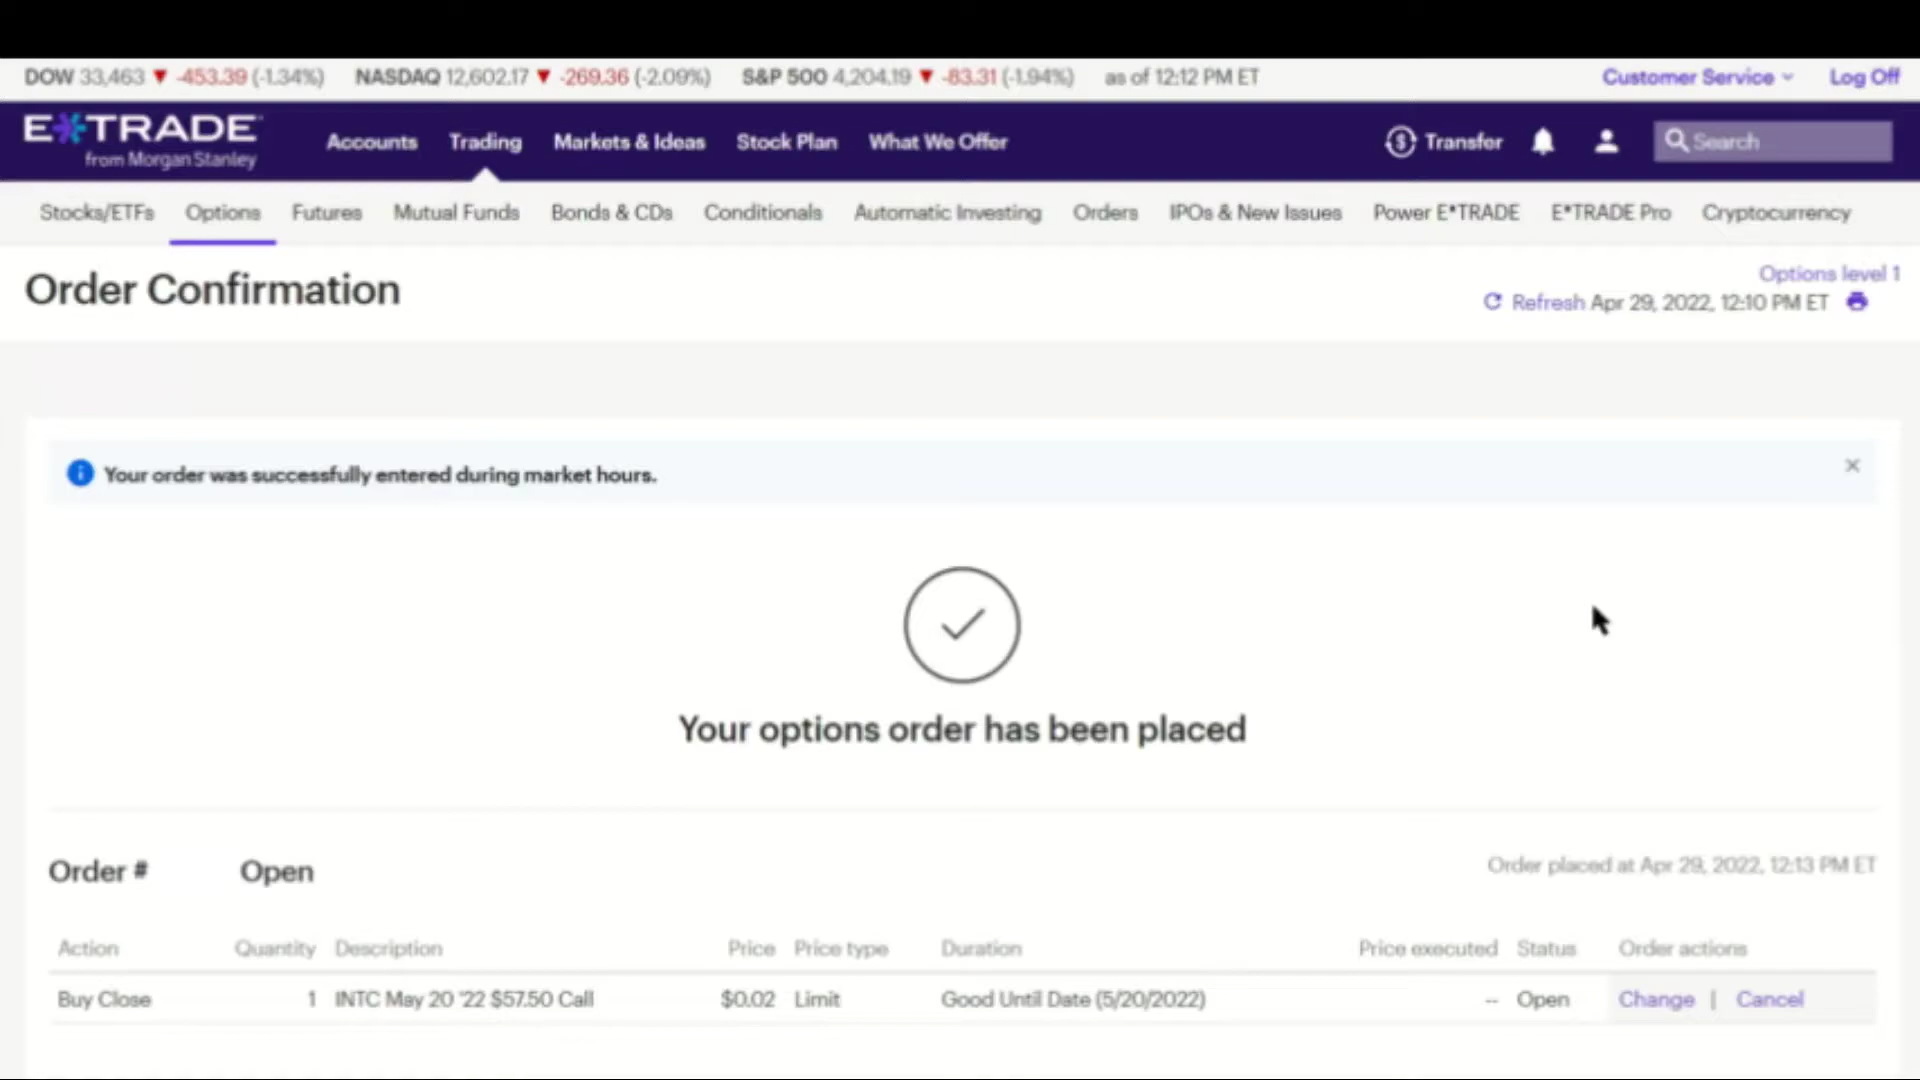 DOW 33,463 ▼ -453.39 (-1.34%) NASDAQ 12,602.17 ▼ -269.36 (-2.09%) S&P 500 4,204.19 ▼ -83.31 (-1.94%) as of 12:12 PM ET Customer Service Log Off
E*TRADE
from Morgan Stanley
Accounts Trading Markets & Ideas Stock Plan What We Offer Transfer Search
Stocks/ETFs Options Futures Mutual Funds Bonds & CDs Conditionals Automatic Investing Orders IPOs & New Issues Power E*TRADE E*TRADE Pro Cryptocurrency
Order Confirmation
Options level 1
Refresh Apr 29, 2022, 12:10 PM ET
Your order was successfully entered during market hours.
Your options order has been placed
Order # Open
Order placed at Apr 29, 2022, 12:13 PM ET
Action Quantity Description Price Price type Duration Price executed Status Order actions
Buy Close 1 INTC May 20 '22 $57.50 Call $0.02 Limit Good Until Date (5/20/2022) -- Open Change | Cancel